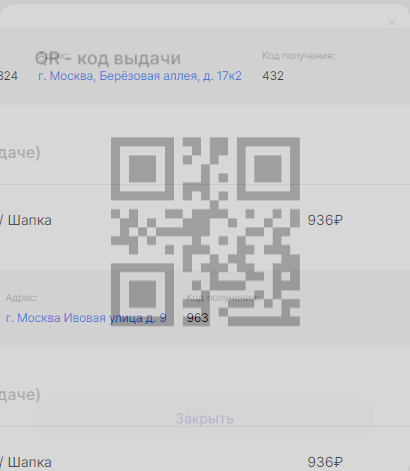 ×
Адрес:
Код получения:
QR - код выдачи
324 г. Москва, Берёзовая аллея, д. 17к2 432
даче)
/ Шапка 936₽
Адрес: Код получения:
г. Москва Ивовая улица д. 9 963
даче)
Закрыть
/ Шапка 936₽